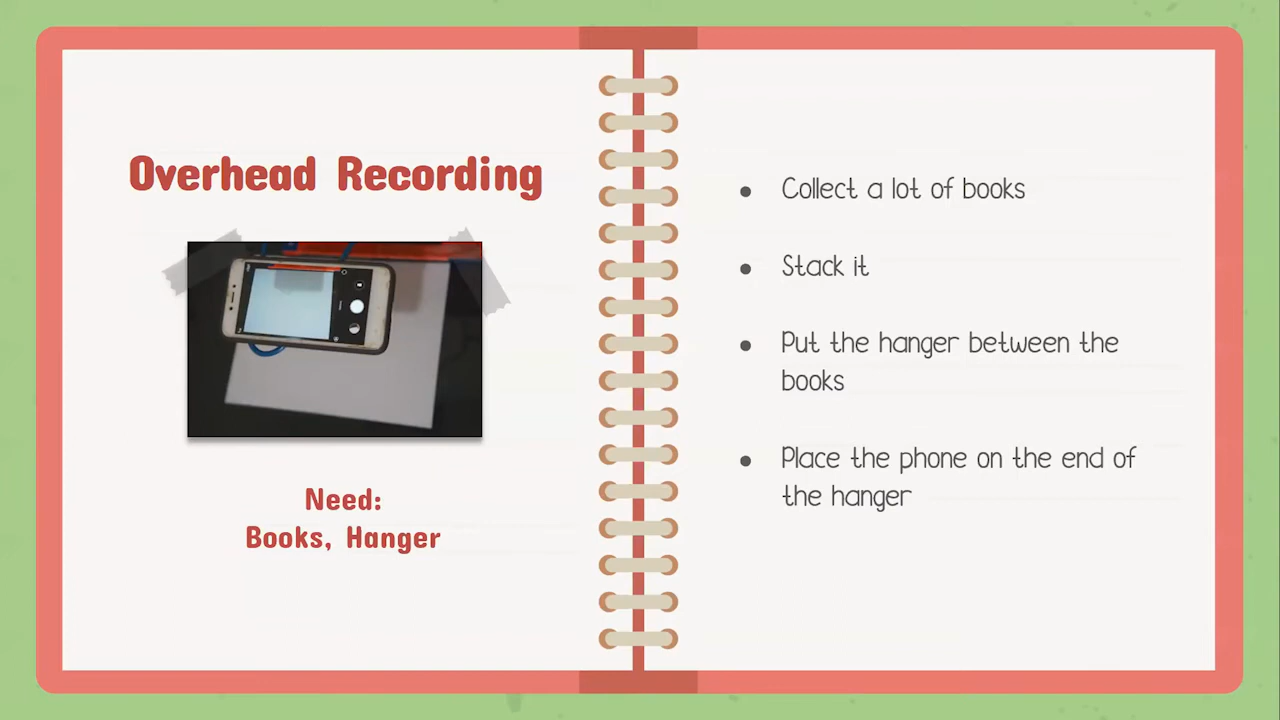 Overhead Recording
Need:
Books, Hanger
Collect a lot of books
Stack it
Put the hanger between the
books
Place the phone on the end of
the hanger